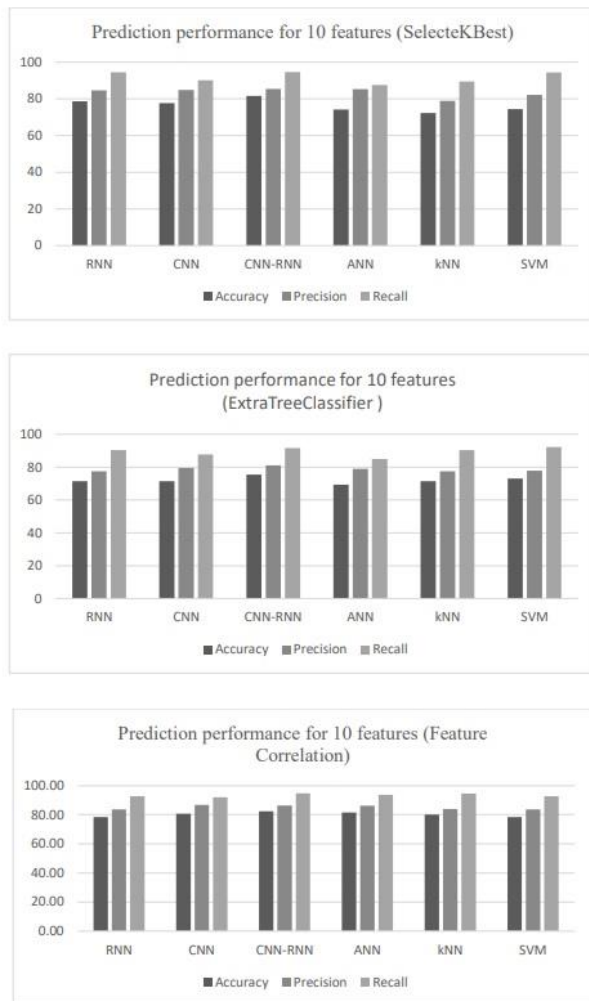 Prediction performance for 10 features (SelecteKBest)
100
80
60
40
20
0
RNN CNN CNN-RNN ANN kNN SVM
Accuracy Precision Recall
Prediction performance for 10 features
(ExtraTreeClassifier )
100
80
60
40
20
0
RNN CNN CNN-RNN ANN kNN SVM
Accuracy Precision Recall
Prediction performance for 10 features (Feature
Correlation)
100.00
80.00
60.00
40.00
20.00
0.00
RNN CNN CNN-RNN ANN kNN SVM
Accuracy Precision Recall